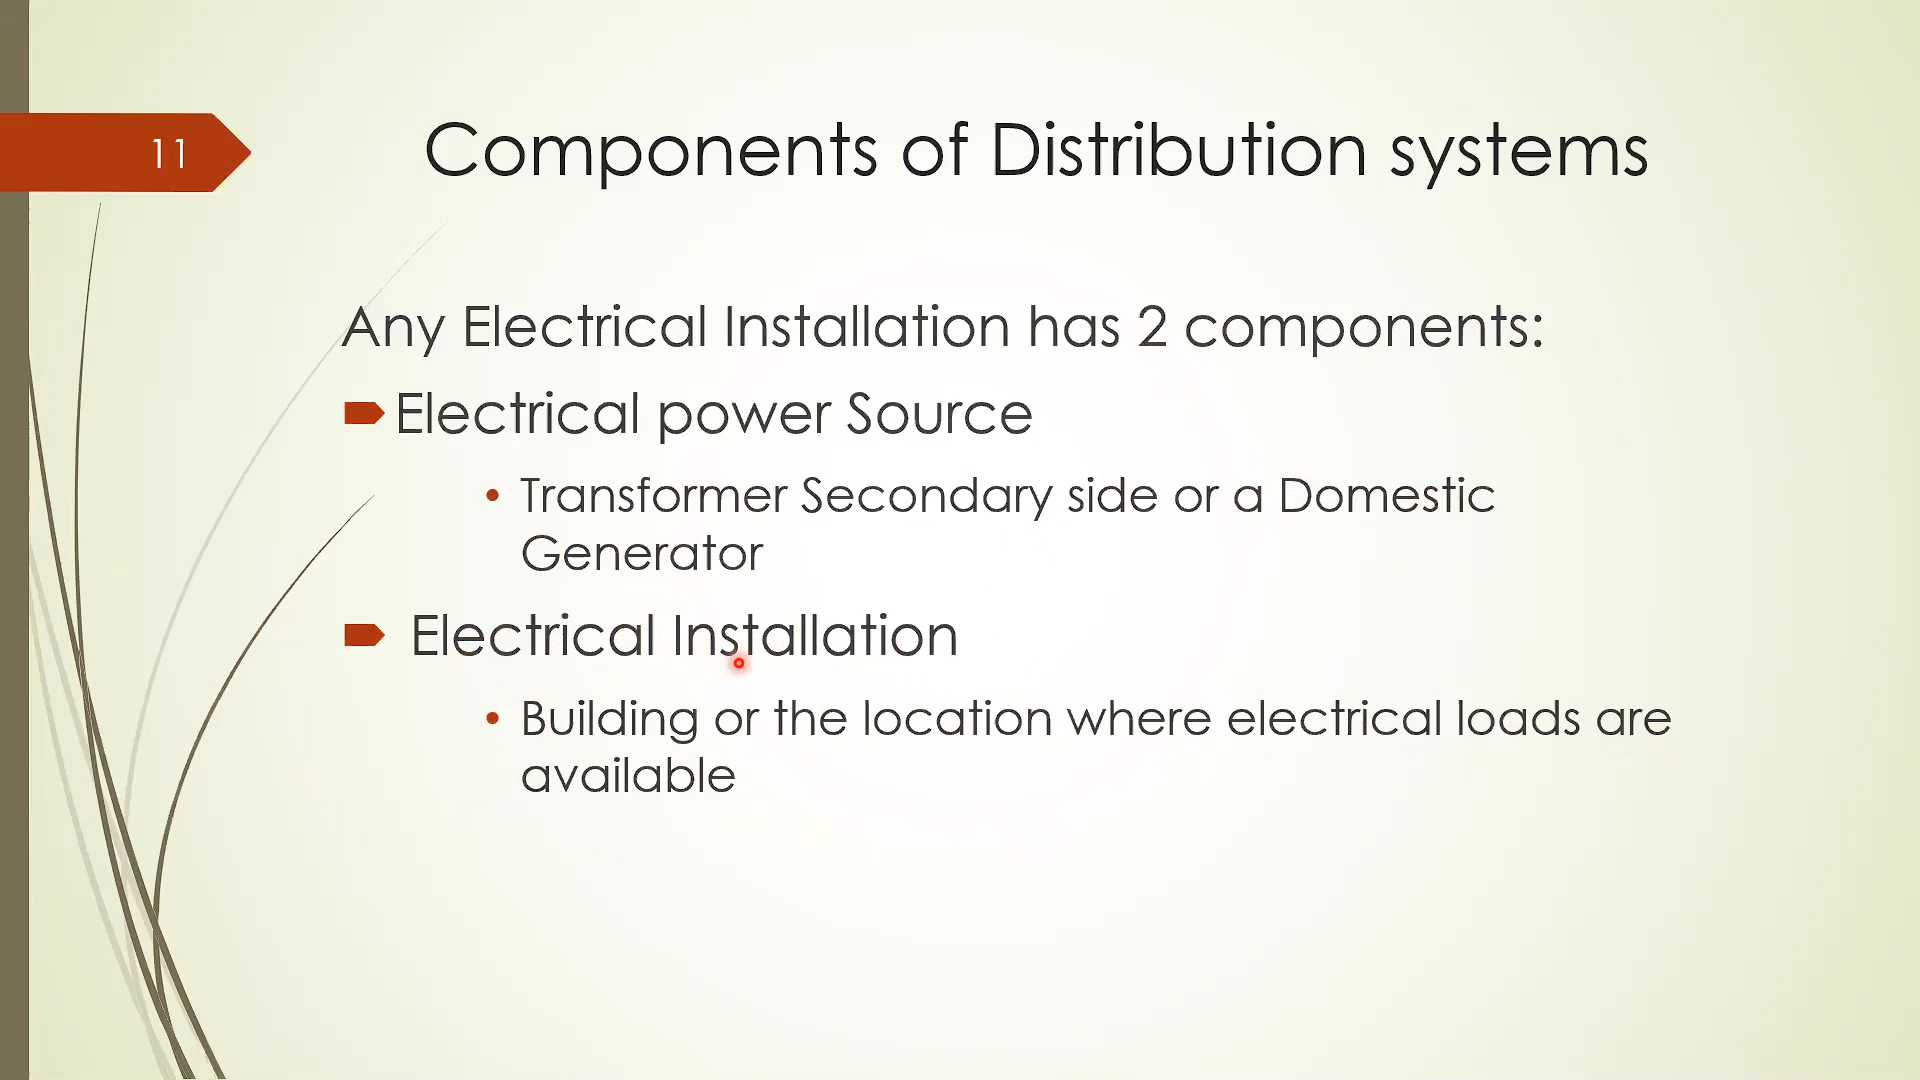 11
Components of Distribution systems
Any Electrical Installation has 2 components:
Electrical power Source
• Transformer Secondary side or a Domestic
Generator
Electrical Installation
• Building or the location where electrical loads are
available